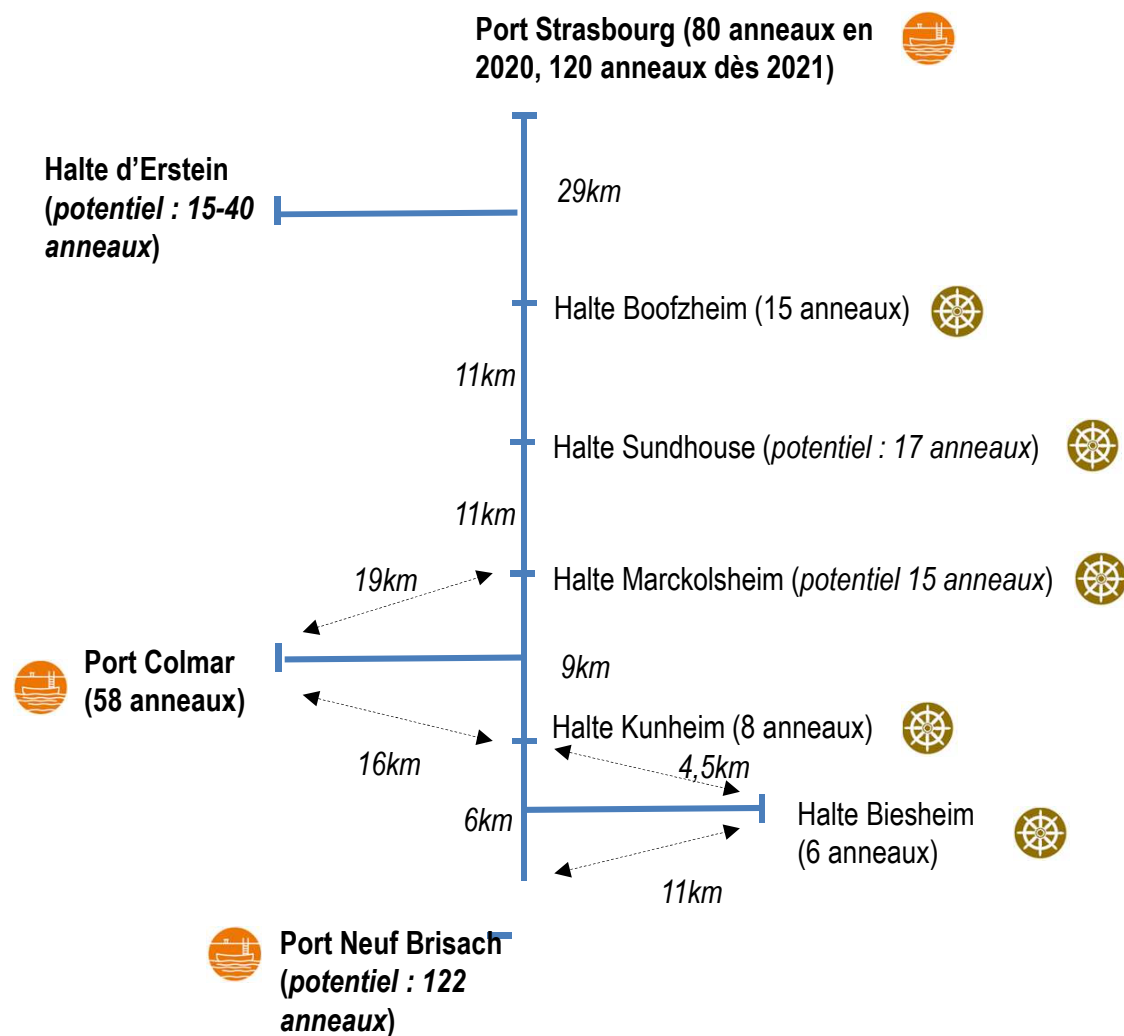 Port Strasbourg (80 anneaux en
2020, 120 anneaux dès 2021)
Halte d’Erstein
(potentiel : 15-40
anneaux)
29km
Halte Boofzheim (15 anneaux)
11km
Halte Sundhouse (potentiel : 17 anneaux)
11km
Halte Marckolsheim (potentiel 15 anneaux)
19km
Port Colmar
(58 anneaux)
9km
Halte Kunheim (8 anneaux)
16km
4,5km
6km
Halte Biesheim
(6 anneaux)
11km
Port Neuf Brisach
(potentiel : 122
anneaux)